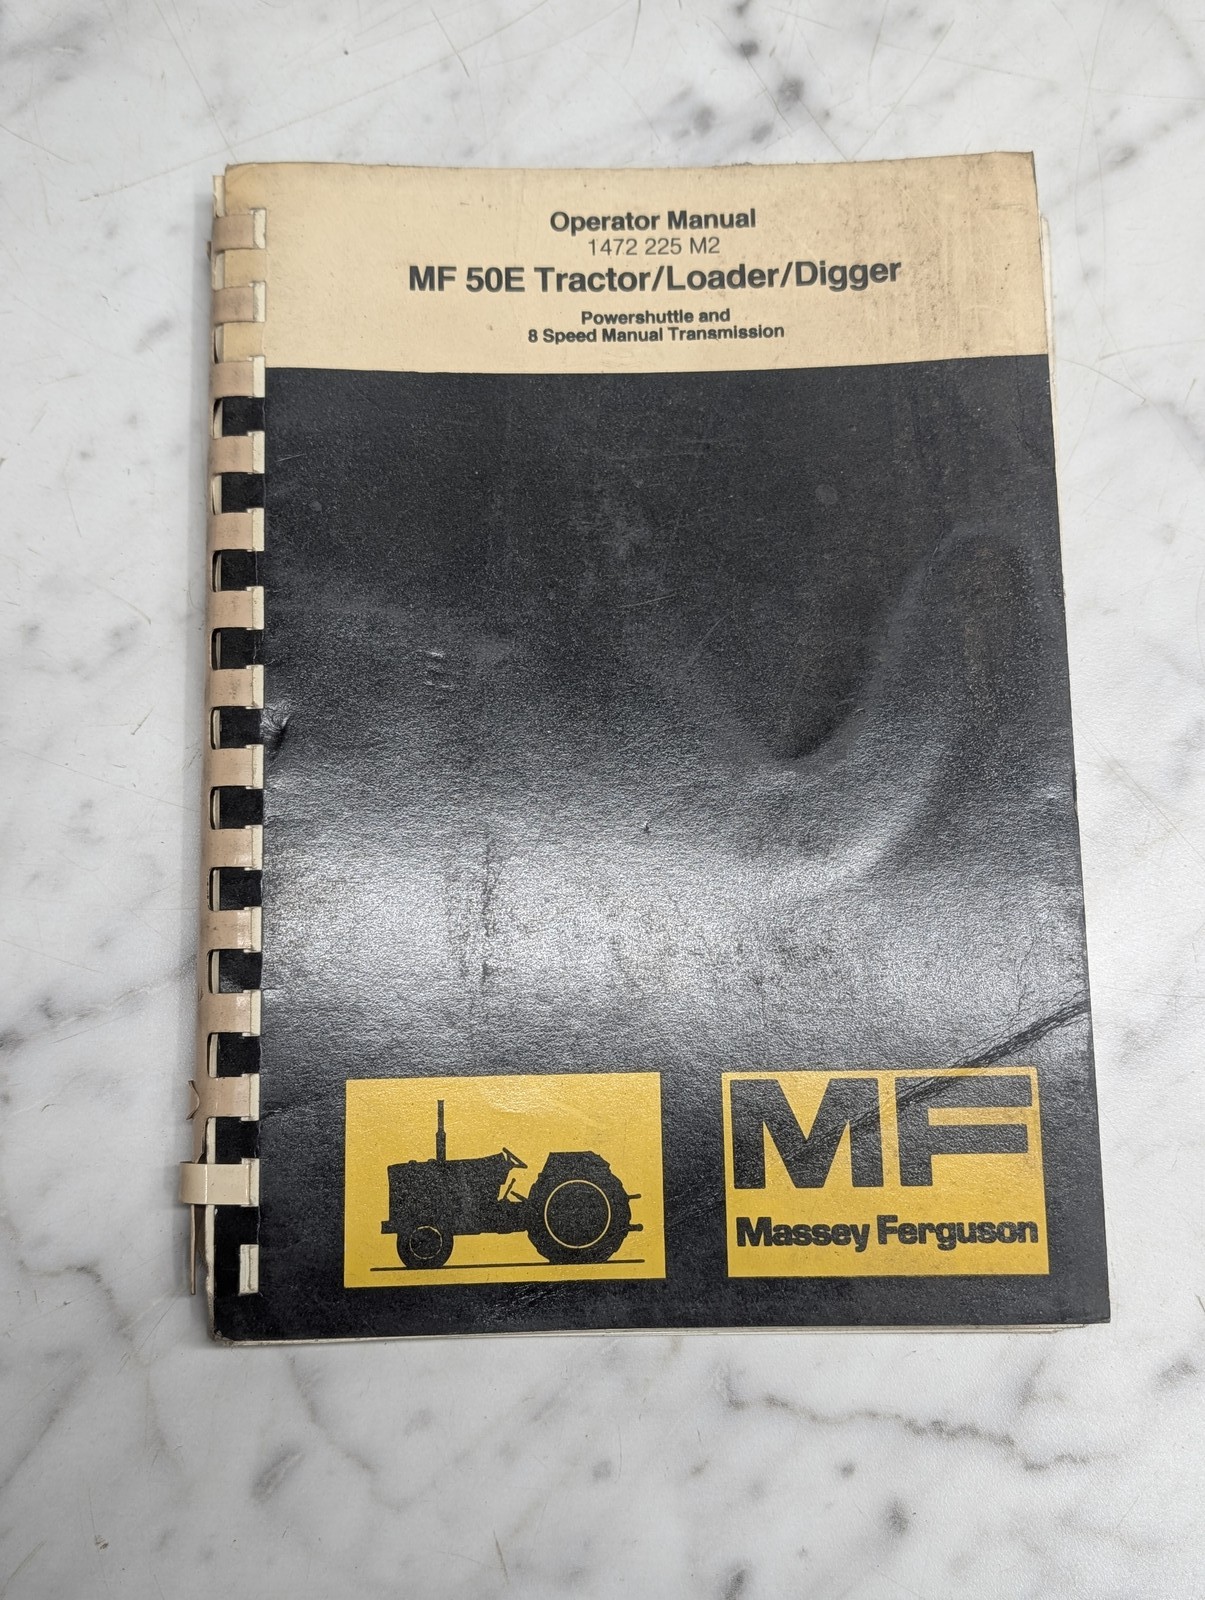 Operator Manual
1472 225 M2
MF 50E Tractor/Loader/Digger
Powershuttle and
8 Speed Manual Transmission
MF
Massey Ferguson